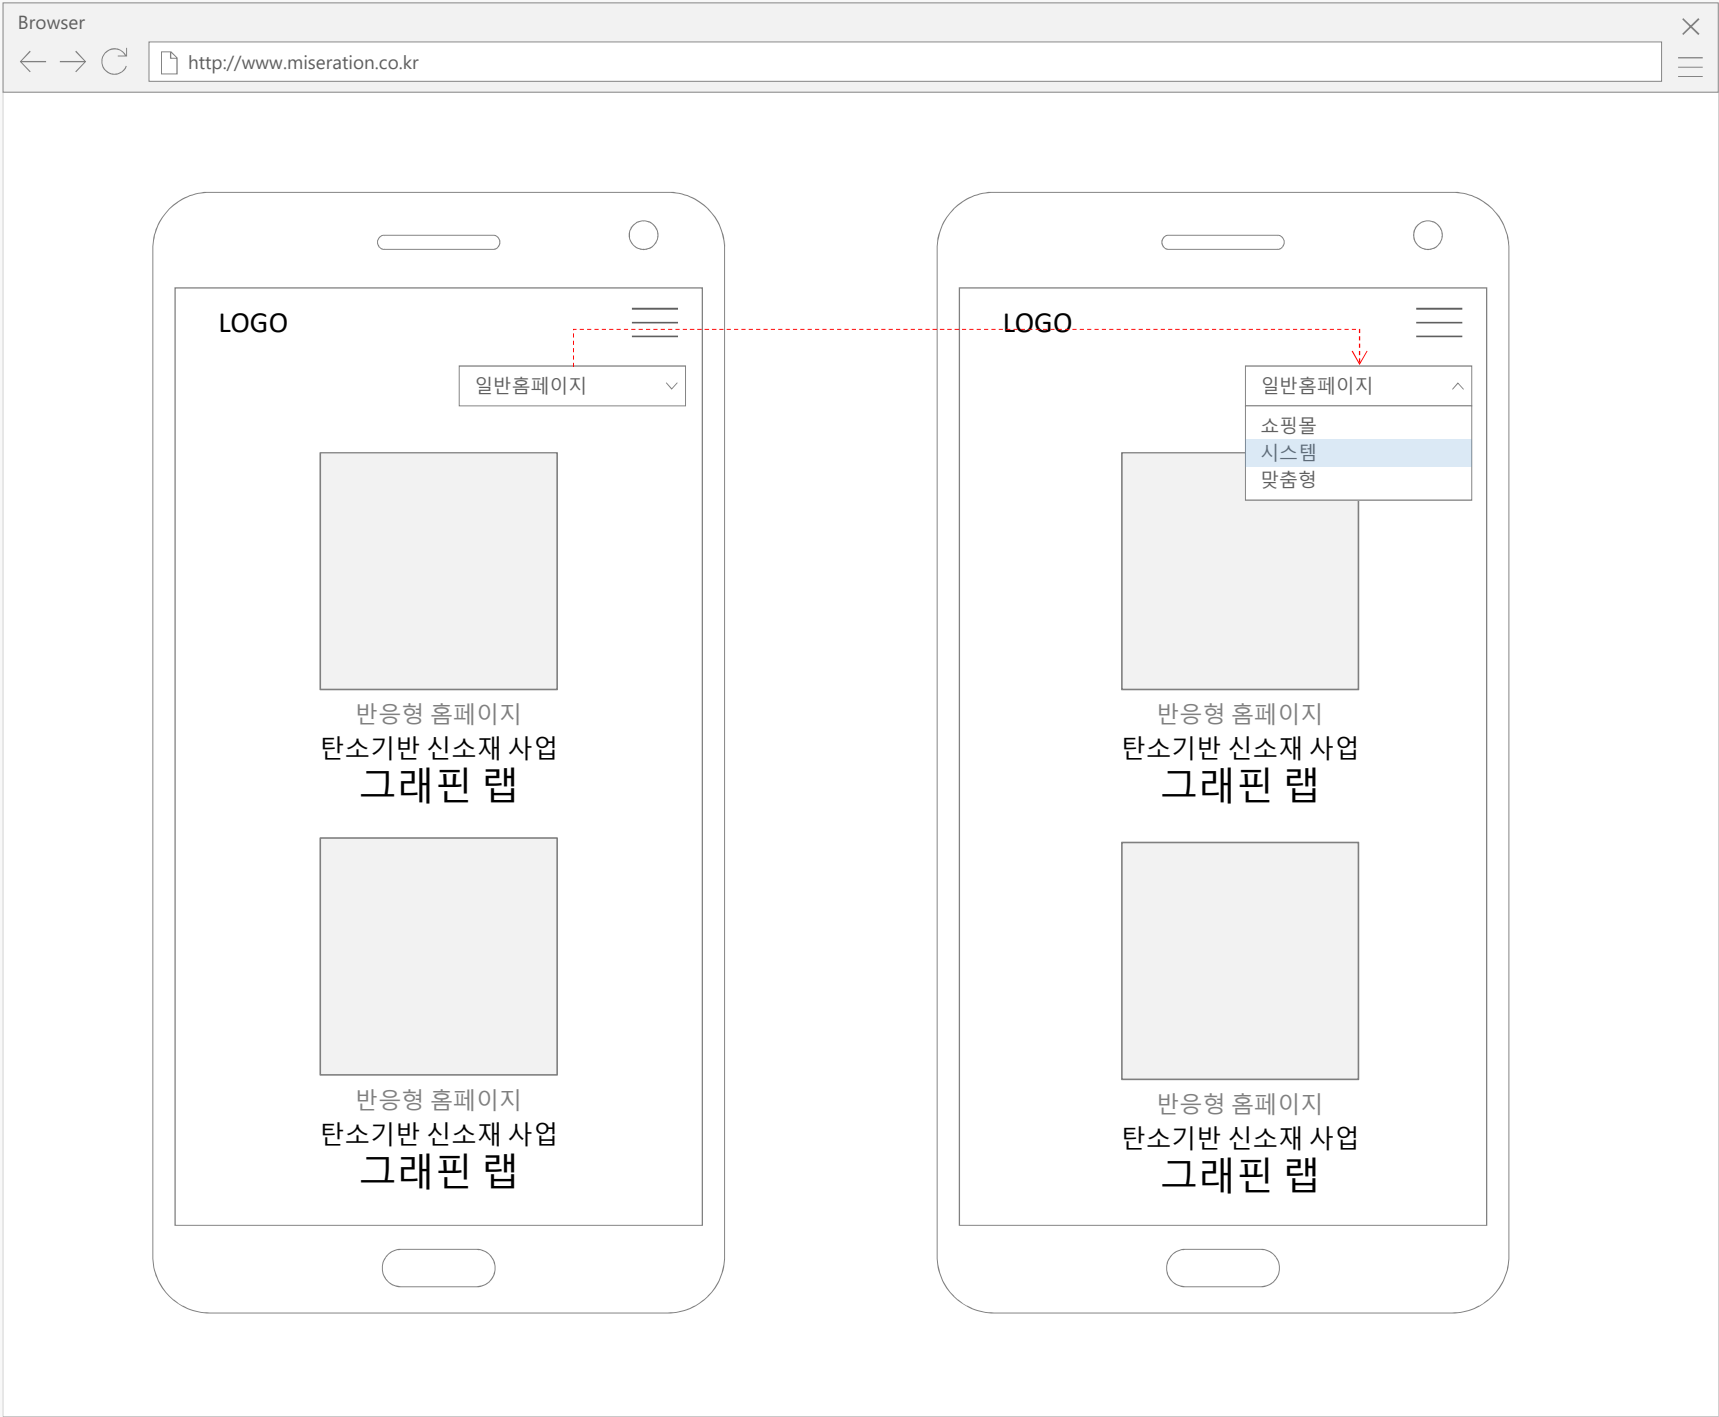 Browser
http://www.miseration.co.kr
LOGO
일반홈페이지
반응형 홈페이지
탄소기반 신소재 사업
그래핀 랩
반응형 홈페이지
탄소기반 신소재 사업
그래핀 랩
LOGO
일반홈페이지
쇼핑몰
시스템
맞춤형
반응형 홈페이지
탄소기반 신소재 사업
그래핀 랩
반응형 홈페이지
탄소기반 신소재 사업
그래핀 랩